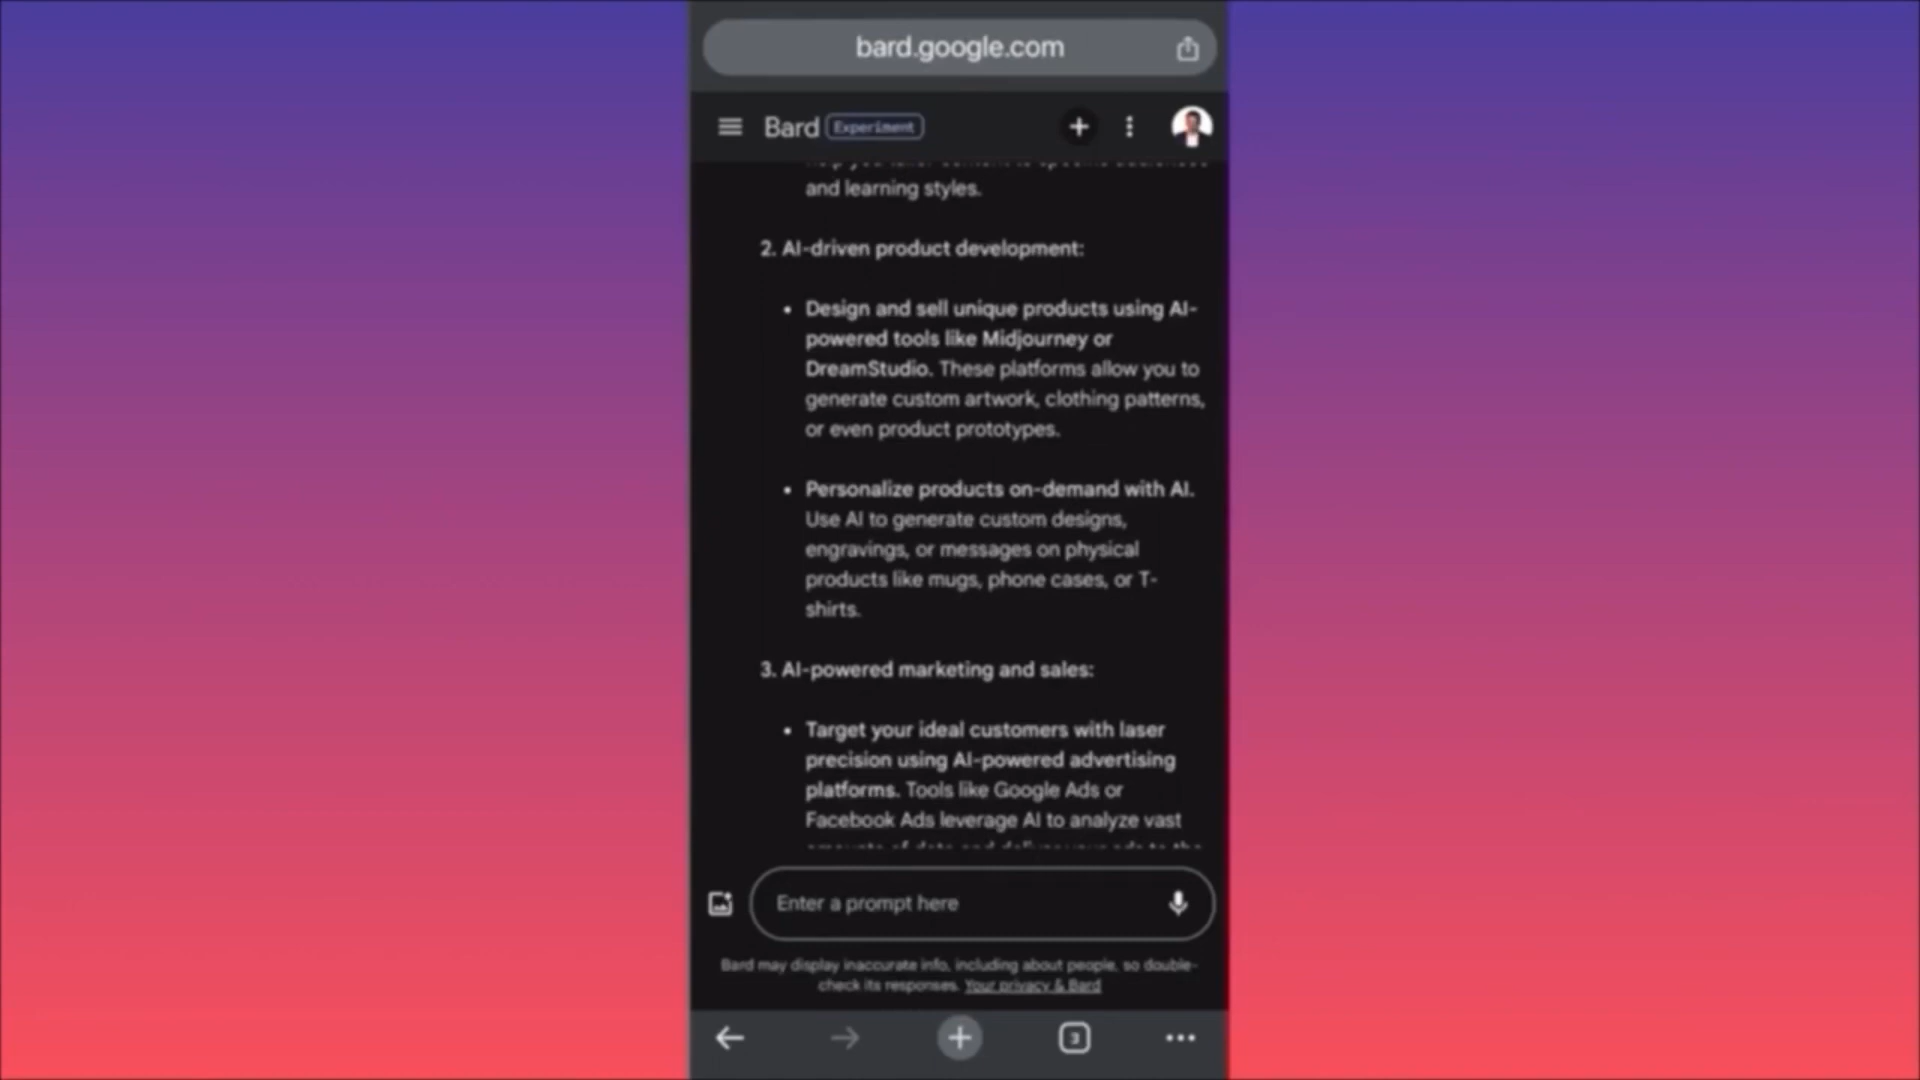 bard.google.com
Bard Experiment
and learning styles.
2. AI-driven product development:
• Design and sell unique products using AI-
powered tools like Midjourney or
DreamStudio. These platforms allow you to
generate custom artwork, clothing patterns,
or even product prototypes.
• Personalize products on-demand with AI.
Use AI to generate custom designs,
engravings, or messages on physical
products like mugs, phone cases, or T-
shirts.
3. AI-powered marketing and sales:
• Target your ideal customers with laser
precision using AI-powered advertising
platforms. Tools like Google Ads or
Facebook Ads leverage AI to analyze vast
Enter a prompt here
Bard may display inaccurate info, including about people, so double-
check its responses. Your privacy & Bard
3